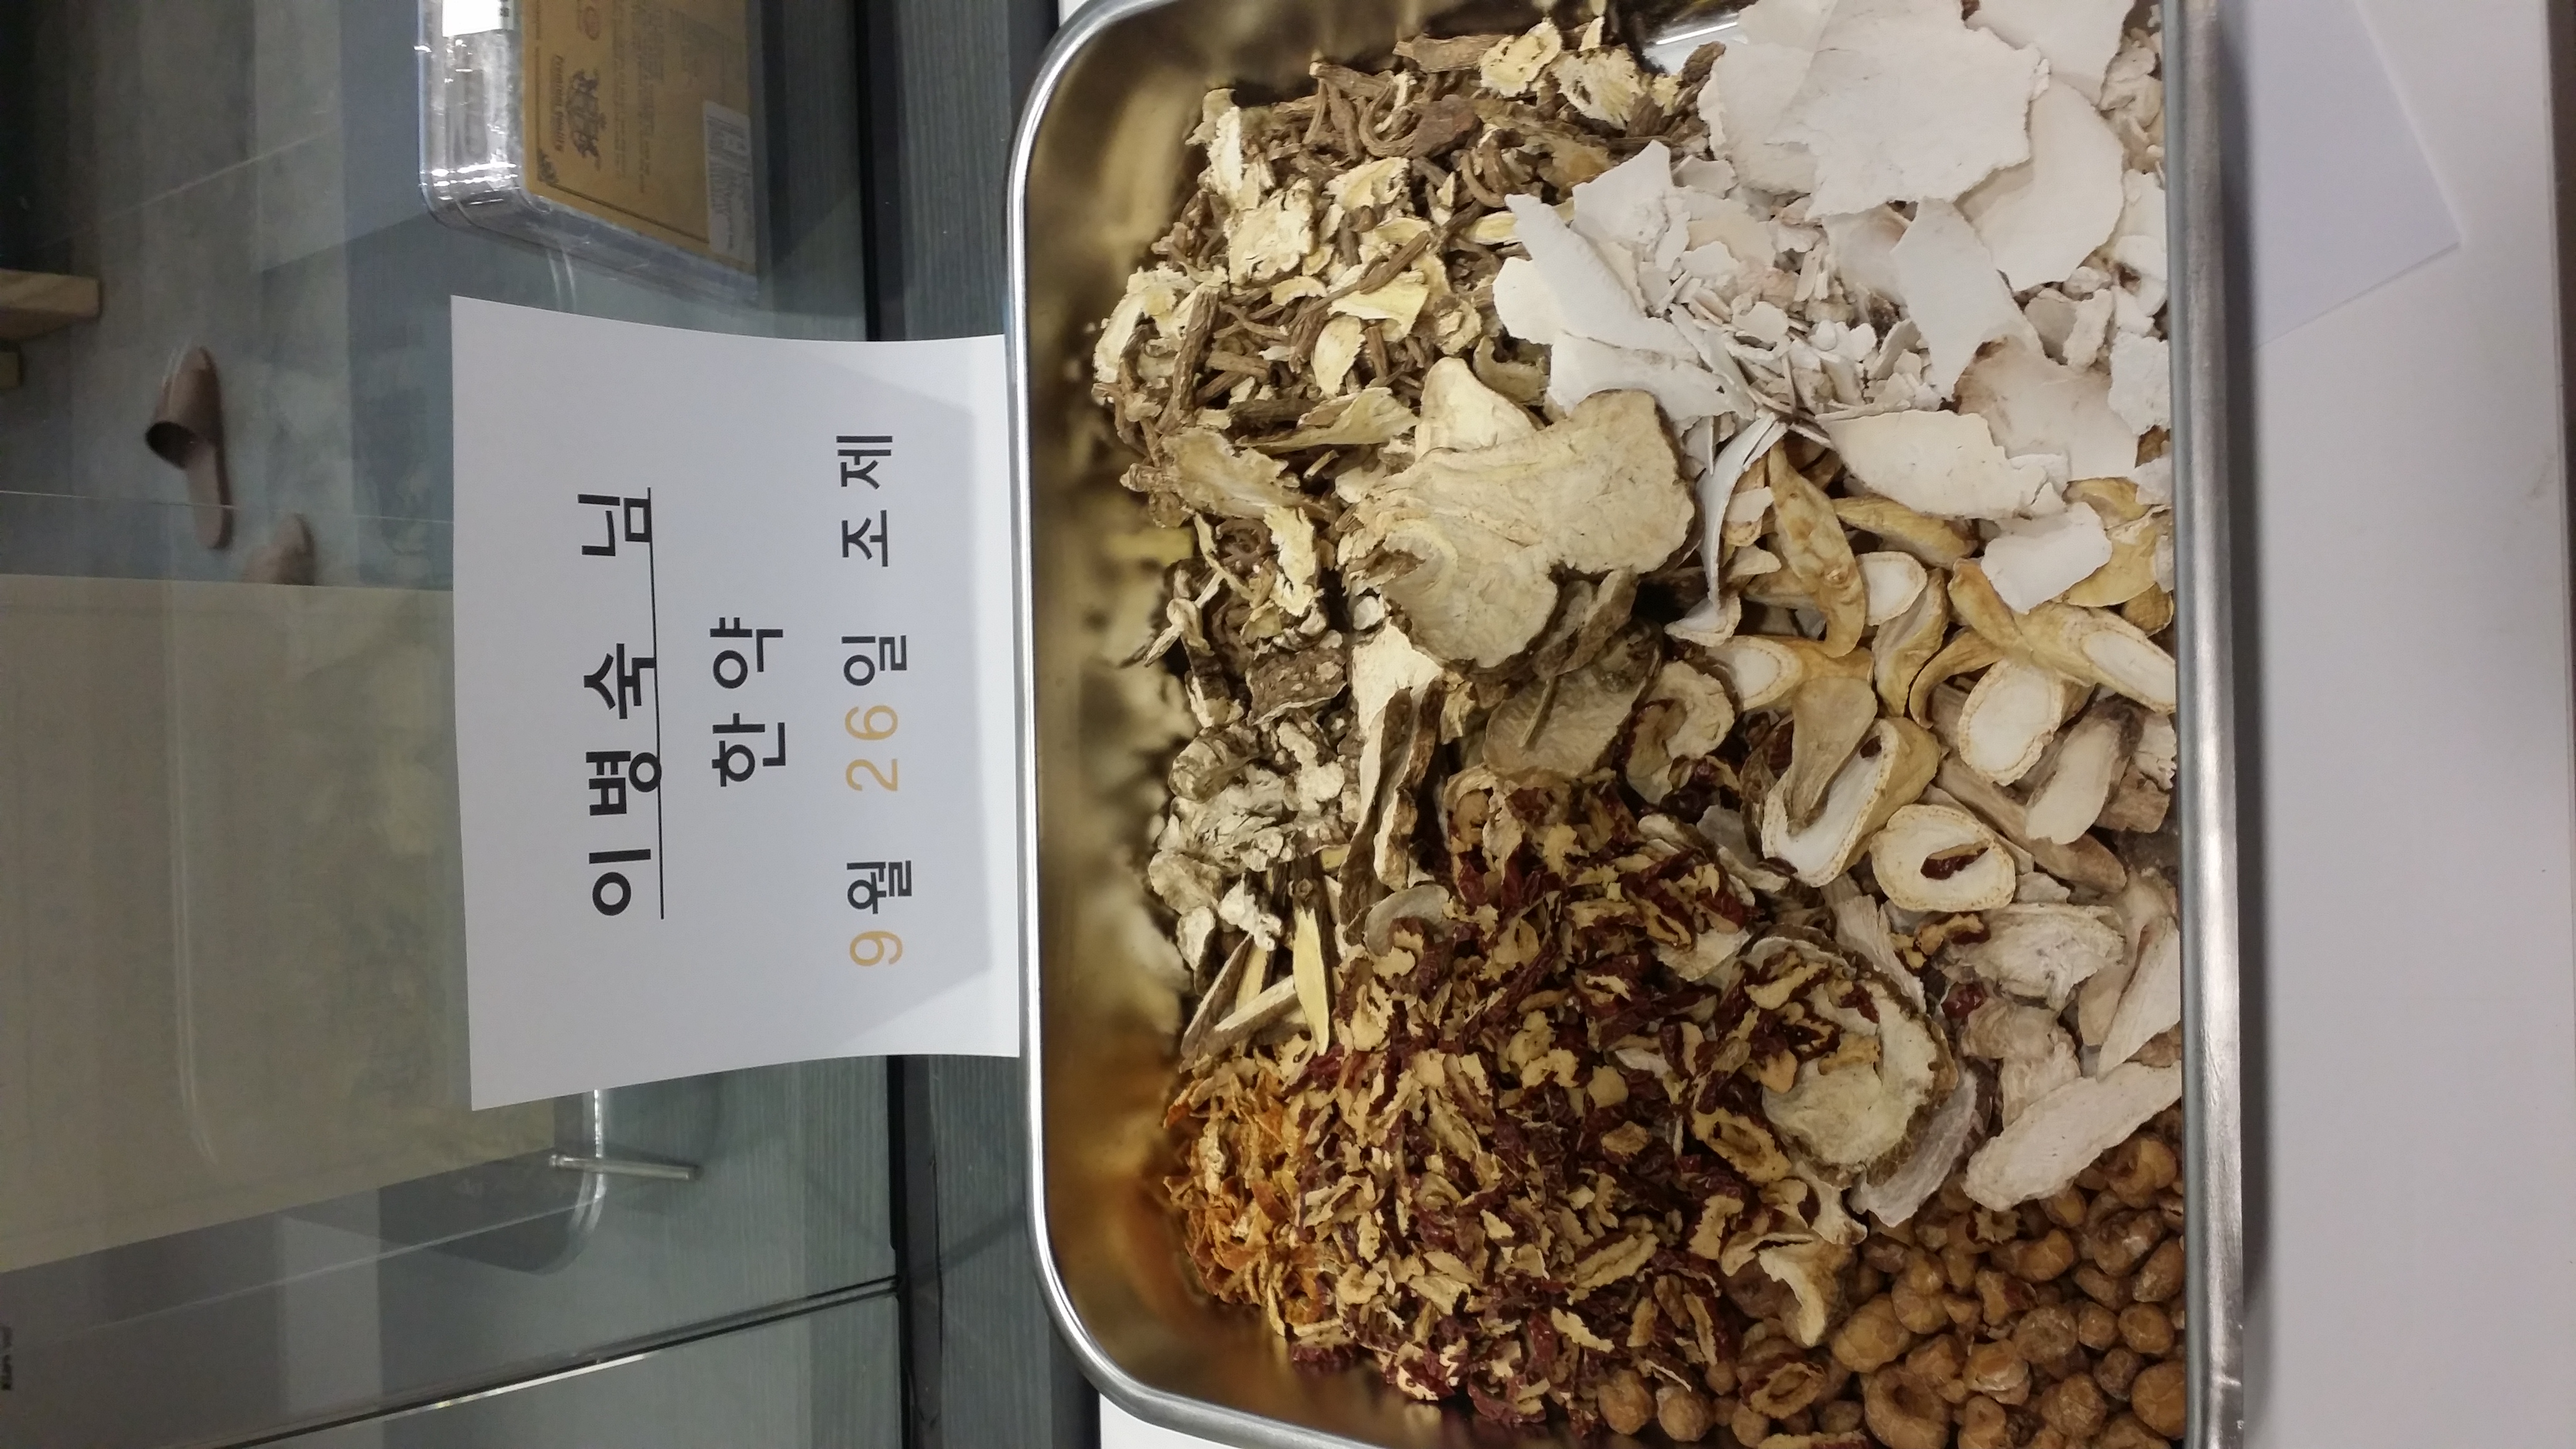 이병숙 님
한약
9월 26일 조제